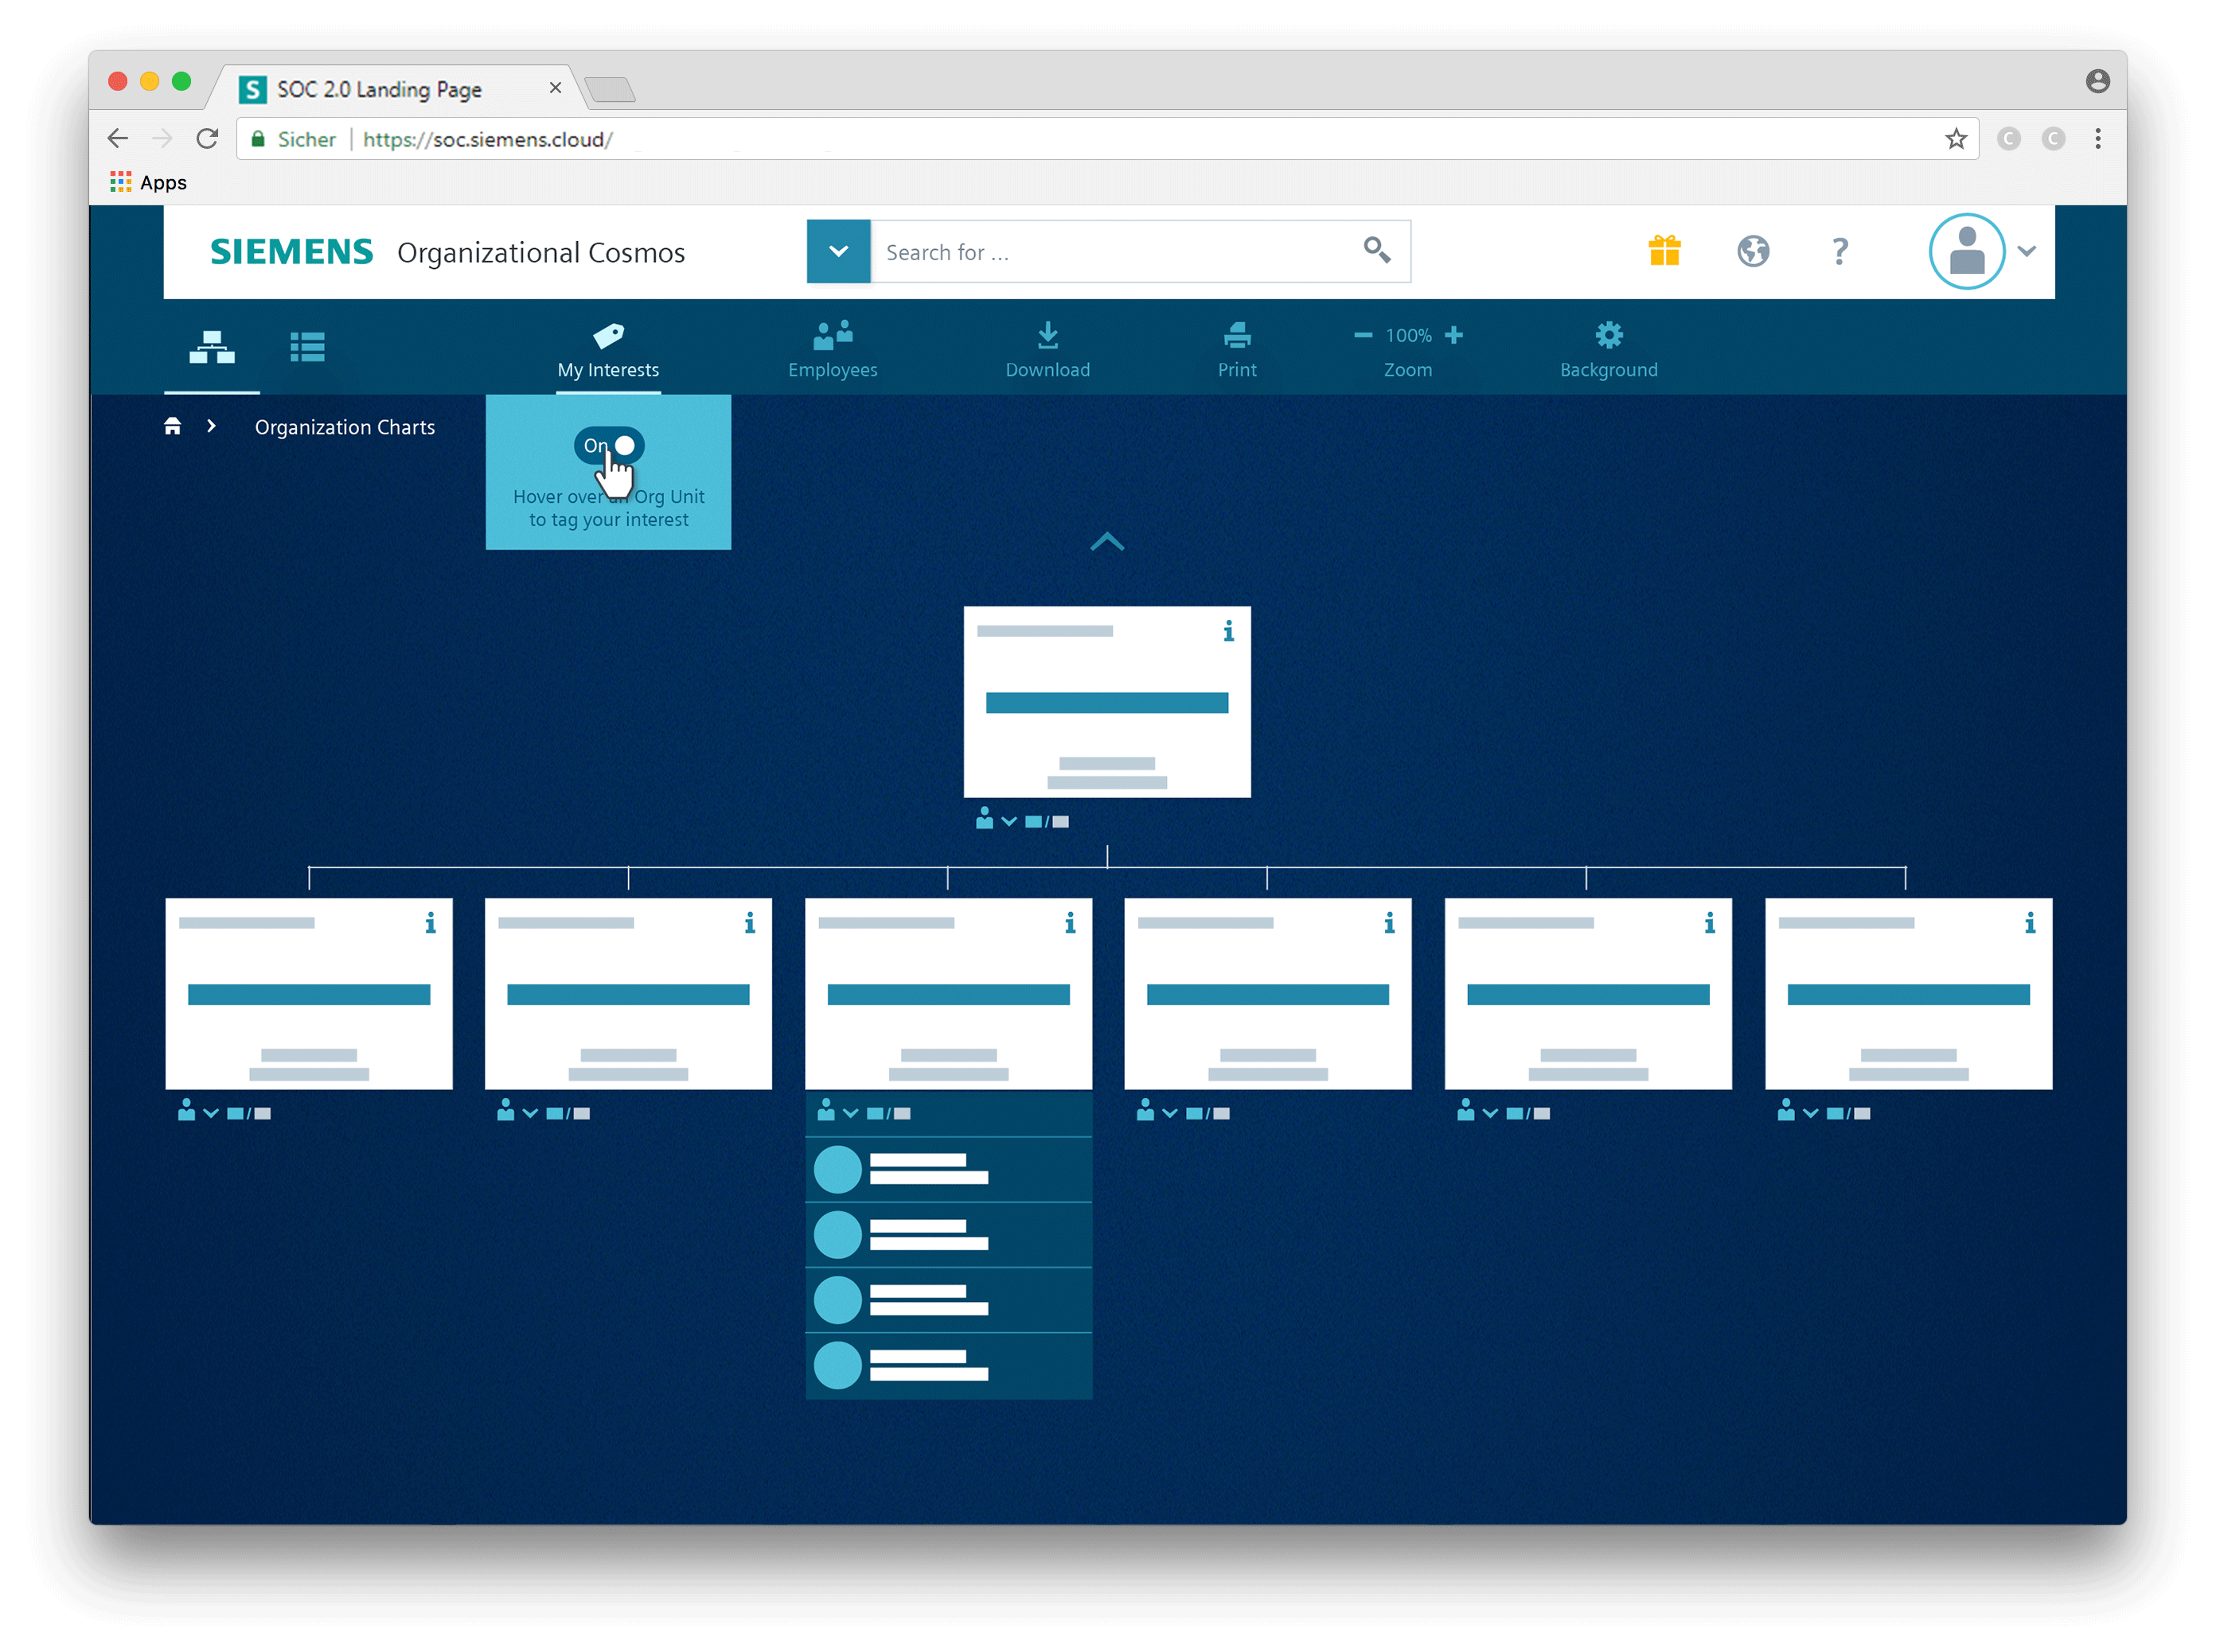 S SOC 2.0 Landing Page
Sicher | https://soc.siemens.cloud/
C C
Apps
SIEMENS Organizational Cosmos
Search for ...
?
100%
My Interests Employees Download Print Zoom Background
Organization Charts
On
Hover over an Org Unit
to tag your interest
i
/
i i i i i i
/ / / / / /